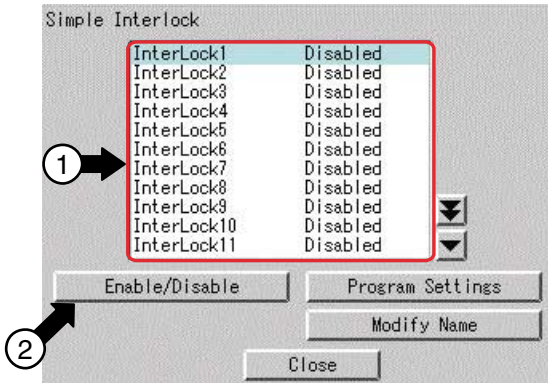 Simple Interlock
InterLock1 Disabled
InterLock2 Disabled
InterLock3 Disabled
InterLock4 Disabled
InterLock5 Disabled
InterLock6 Disabled
1
InterLock7 Disabled
InterLock8 Disabled
InterLock9 Disabled
InterLock10 Disabled
InterLock11 Disabled
Enable/Disable Program Settings
2
Modify Name
Close